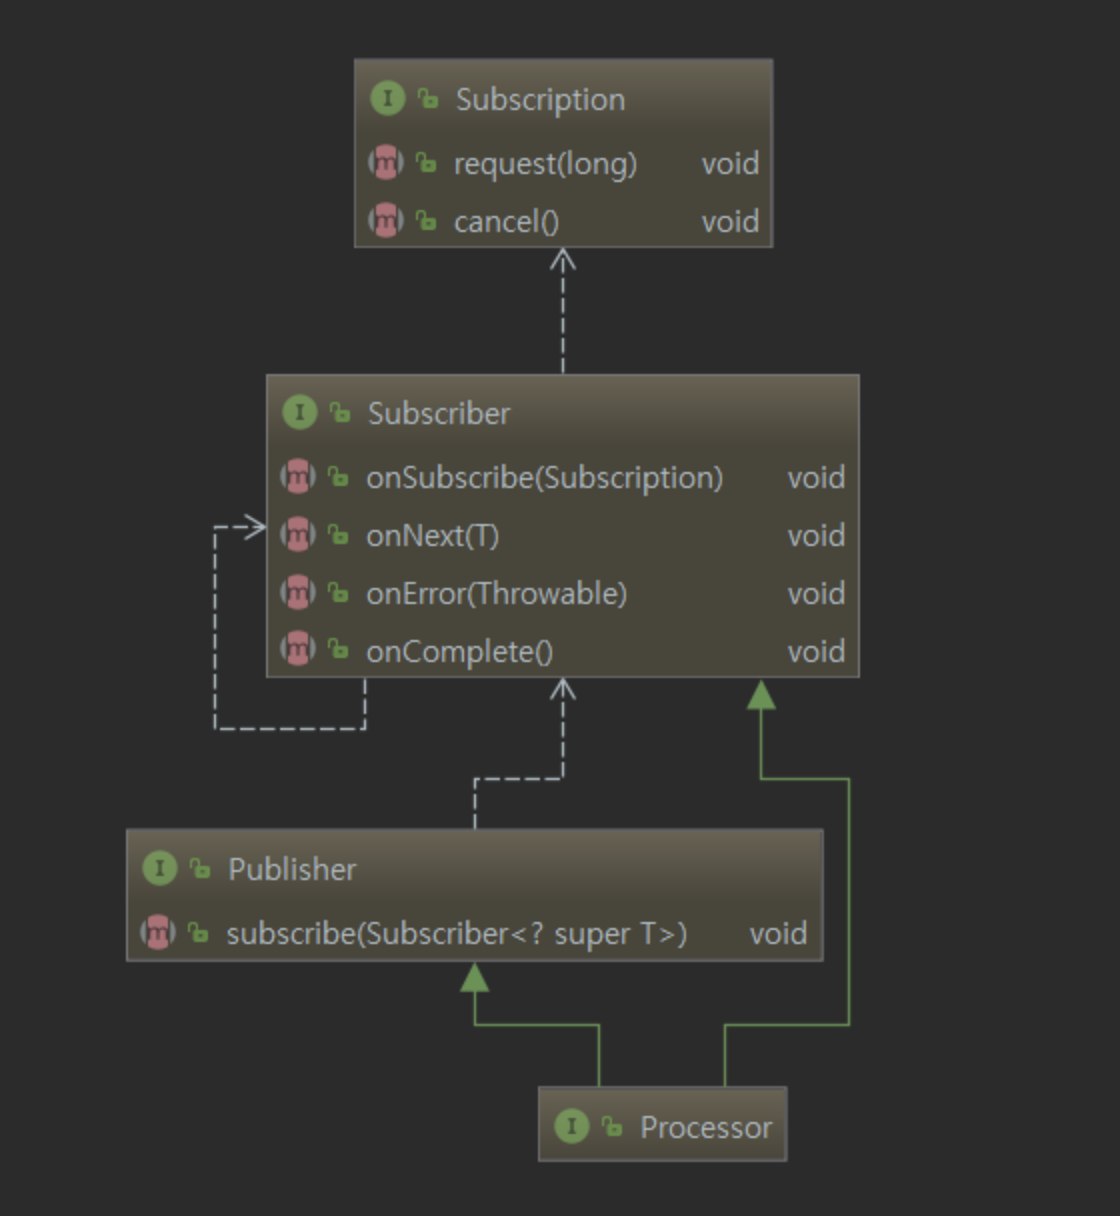 I Subscription
m request(long) void
m cancel() void
I Subscriber
m onSubscribe(Subscription) void
m onNext(T) void
m onError(Throwable) void
m onComplete() void
I Publisher
m subscribe(Subscriber<? super T>) void
I Processor